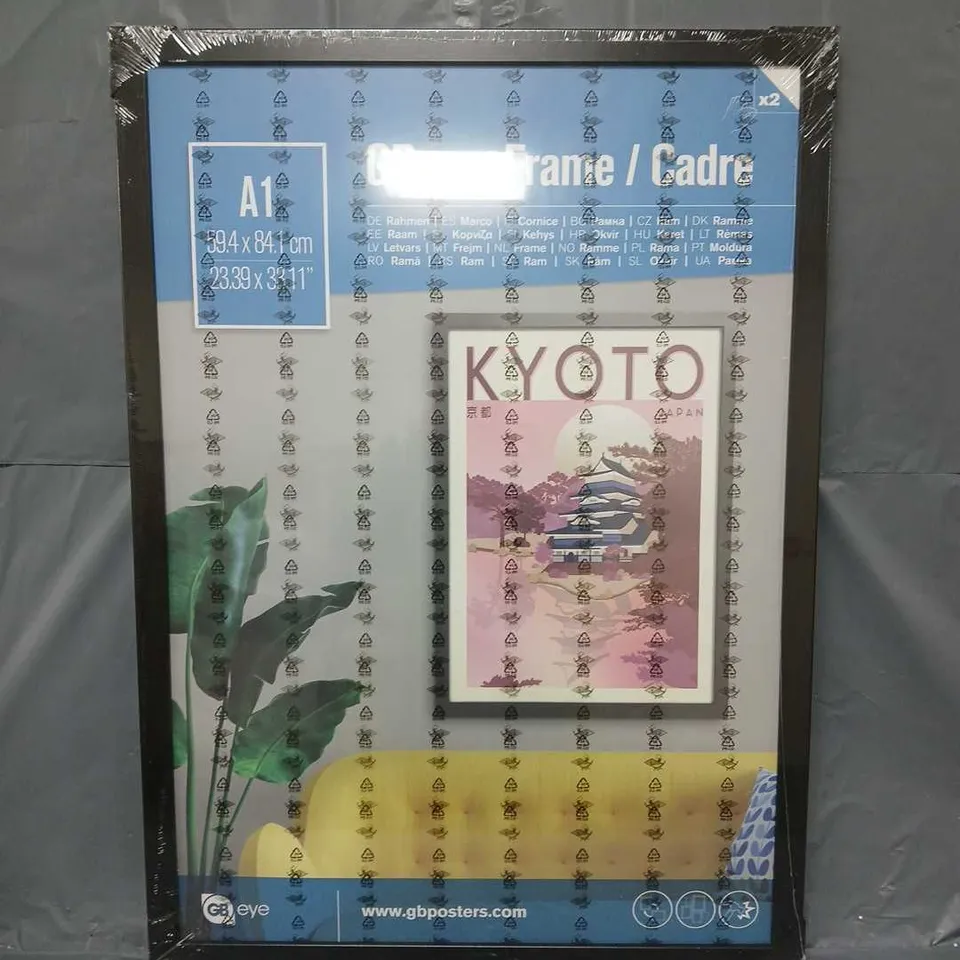 x2
Frame / Cadre
A1
59.4 x 84.1 cm
23.39 x 33.11"
DE Rahmen | ES Marco | Cornice | BG Рамка | CZ Rám | DK Ramme
EE Raam | Κορνίζα | Kehys | HR Okvir | HU Keret | LT Rėmas
LV Letvars | MT Frejm | NL Frame | NO Ramme | PL Rama | PT Moldura
RO Ramă | RS Ram | Ram | SK Rám | SL Okvir | UA Рамка
KYOTO
京都 JAPAN
GB eye
www.gbposters.com